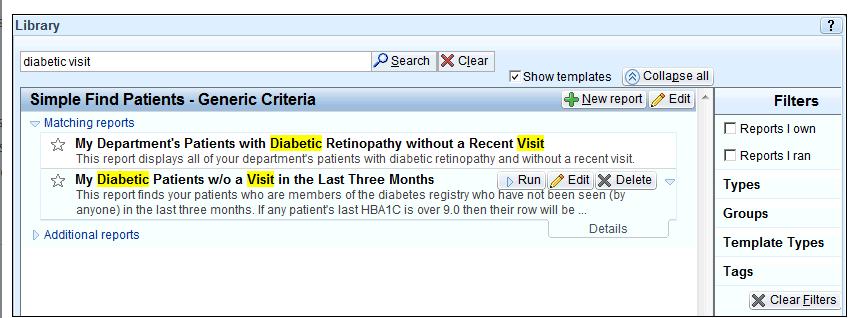 Library
?
diabetic visit
Search
Clear
Show templates
Collapse all
Simple Find Patients - Generic Criteria
New report
Edit
Filters
Matching reports
Reports I own
My Department's Patients with Diabetic Retinopathy without a Recent Visit
This report displays all of your department's patients with diabetic retinopathy and without a recent visit.
Reports I ran
My Diabetic Patients w/o a Visit in the Last Three Months
Run
Edit
Delete
Types
This report finds your patients who are members of the diabetes registry who have not been seen (by
anyone) in the last three months. If any patient's last HBA1C is over 9.0 then their row will be ...
Groups
Details
Additional reports
Template Types
Tags
Clear Filters